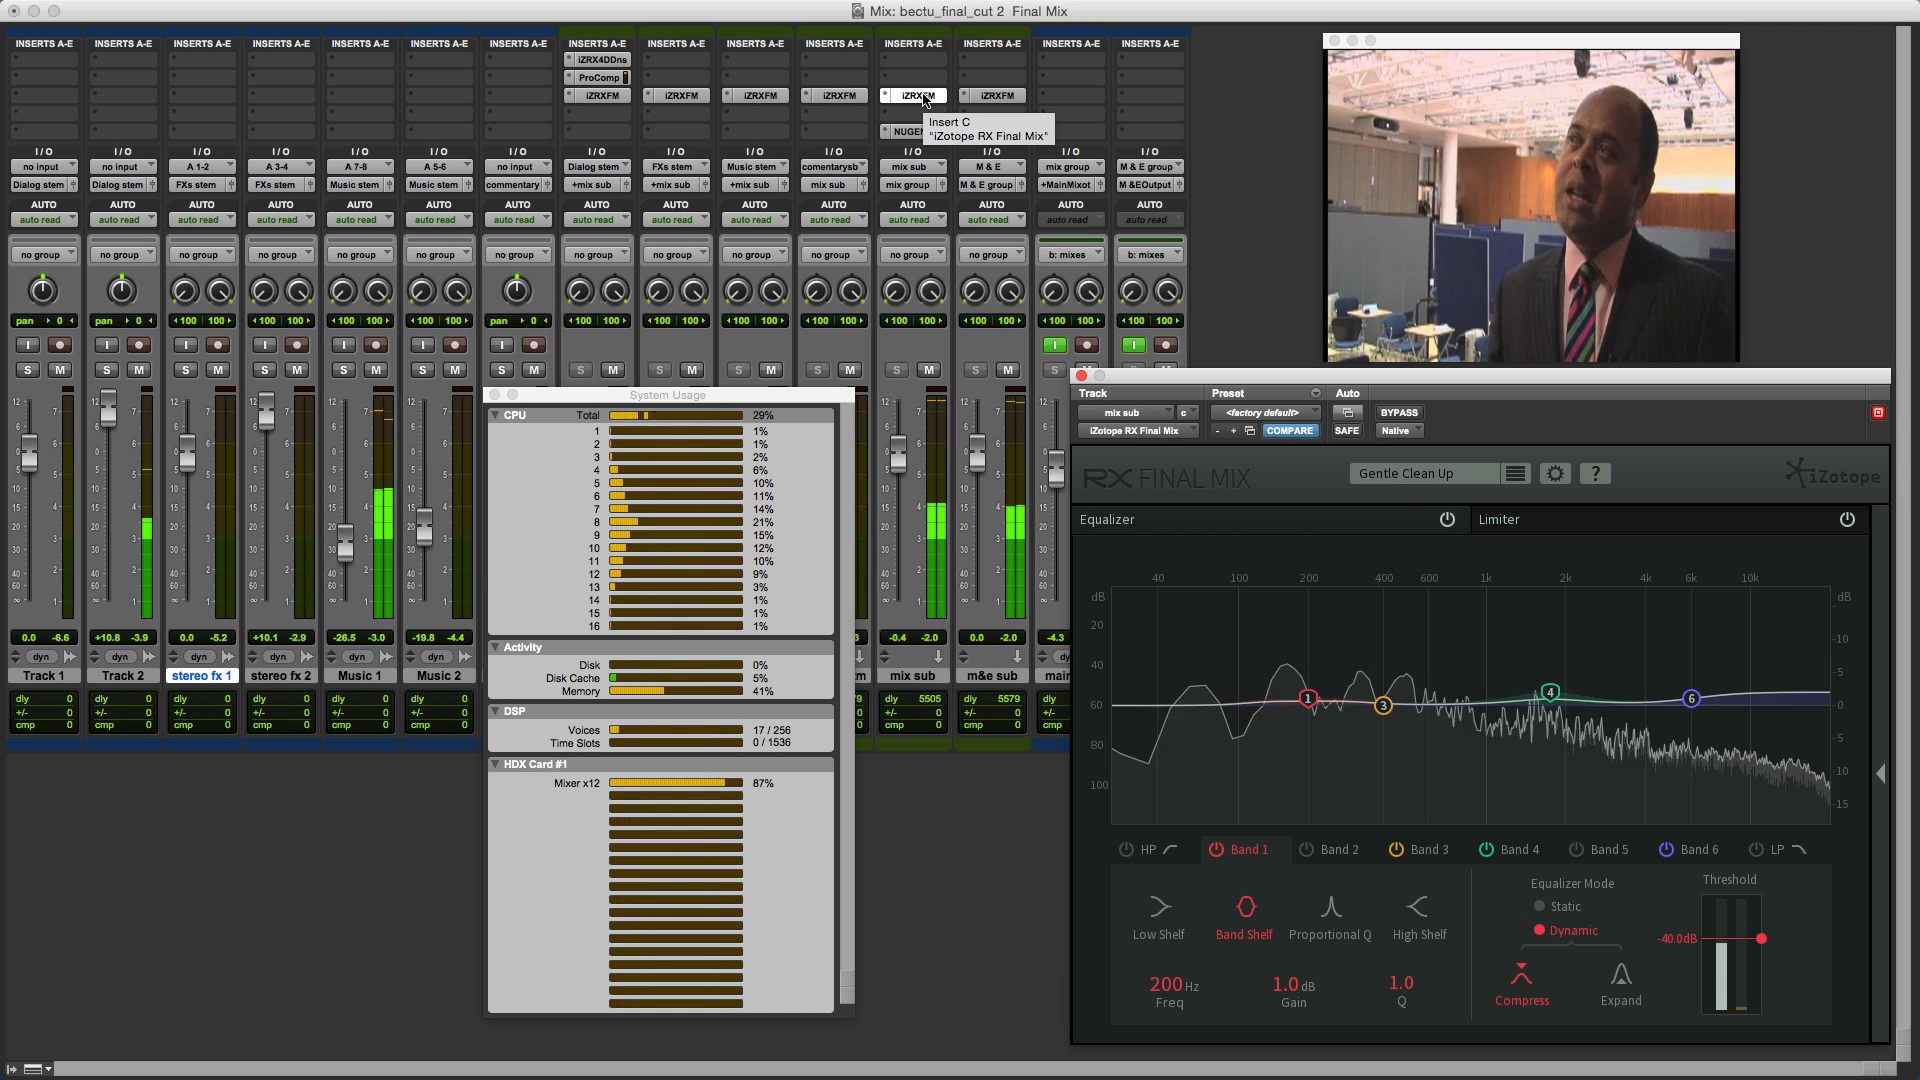 Mix: bectu_final_cut 2  Final Mix
INSERTS A-E INSERTS A-E INSERTS A-E INSERTS A-E INSERTS A-E INSERTS A-E INSERTS A-E INSERTS A-E INSERTS A-E INSERTS A-E INSERTS A-E INSERTS A-E INSERTS A-E INSERTS A-E INSERTS A-E
iZRX4DDns
ProComp
iZRXFM iZRXFM iZRXFM iZRXFM iZRXFM iZRXFM
NUGEN
Insert C
"iZotope RX Final Mix"
I / O I / O I / O I / O I / O I / O I / O I / O I / O I / O I / O I / O I / O I / O I / O
no input no input A 1-2 A 3-4 A 7-8 A 5-6 no input Dialog stem FXs stem Music stem comentarysb mix sub M & E mix group M & E group
Dialog stem Dialog stem FXs stem FXs stem Music stem Music stem commentary +mix sub +mix sub +mix sub mix sub mix group M & E group +MainMixot M &EOutput
AUTO AUTO AUTO AUTO AUTO AUTO AUTO AUTO AUTO AUTO AUTO AUTO AUTO AUTO AUTO
auto read auto read auto read auto read auto read auto read auto read auto read auto read auto read auto read auto read auto read auto read auto read
no group no group no group no group no group no group no group no group no group no group no group no group no group b: mixes b: mixes
pan 0 pan 0 100 100 100 100 100 100 100 100 pan 0 100 100 100 100 100 100 100 100 100 100 100 100 100 100 100 100
I I I I I I I I I
S M S M S M S M S M S M S M S M S M S M S M S M S M S M S M
0.0 -6.6 +10.8 -3.9 0.0 -5.2 +10.1 -2.9 -26.5 -3.0 -19.8 -4.4 -0.4 -2.0 0.0 -2.0 -4.3
dyn dyn dyn dyn dyn dyn
Track 1 Track 2 stereo fx 1 stereo fx 2 Music 1 Music 2 mix sub m&e sub
dly 0 dly 0 dly 0 dly 0 dly 0 dly 0 dly 5505 dly 5579 dly
+/- 0 +/- 0 +/- 0 +/- 0 +/- 0 +/- 0 +/- 0 +/- 0 +/-
cmp 0 cmp 0 cmp 0 cmp 0 cmp 0 cmp 0 cmp 0 cmp 0 cmp
System Usage
CPU Total 29%
1 1%
2 1%
3 2%
4 6%
5 10%
6 11%
7 14%
8 21%
9 15%
10 12%
11 10%
12 9%
13 3%
14 1%
15 1%
16 1%
Activity
Disk 0%
Disk Cache 5%
Memory 41%
DSP
Voices 17 / 256
Time Slots 0 / 1536
HDX Card #1
Mixer x12 87%
Track Preset Auto
mix sub c <factory default> BYPASS
iZotope RX Final Mix - + COMPARE SAFE Native
RX FINAL MIX Gentle Clean Up ? iZotope
Equalizer Limiter
40 100 200 400 600 1k 2k 4k 6k 10k
dB dB
20 10
40 5
60 1 3 4 6 0
80 -5
-10
100
-15
HP Band 1 Band 2 Band 3 Band 4 Band 5 Band 6 LP
Equalizer Mode Threshold
Static
Low Shelf Band Shelf Proportional Q High Shelf Dynamic -40.0dB
200 Hz 1.0 dB 1.0
Freq Gain Q
Compress Expand